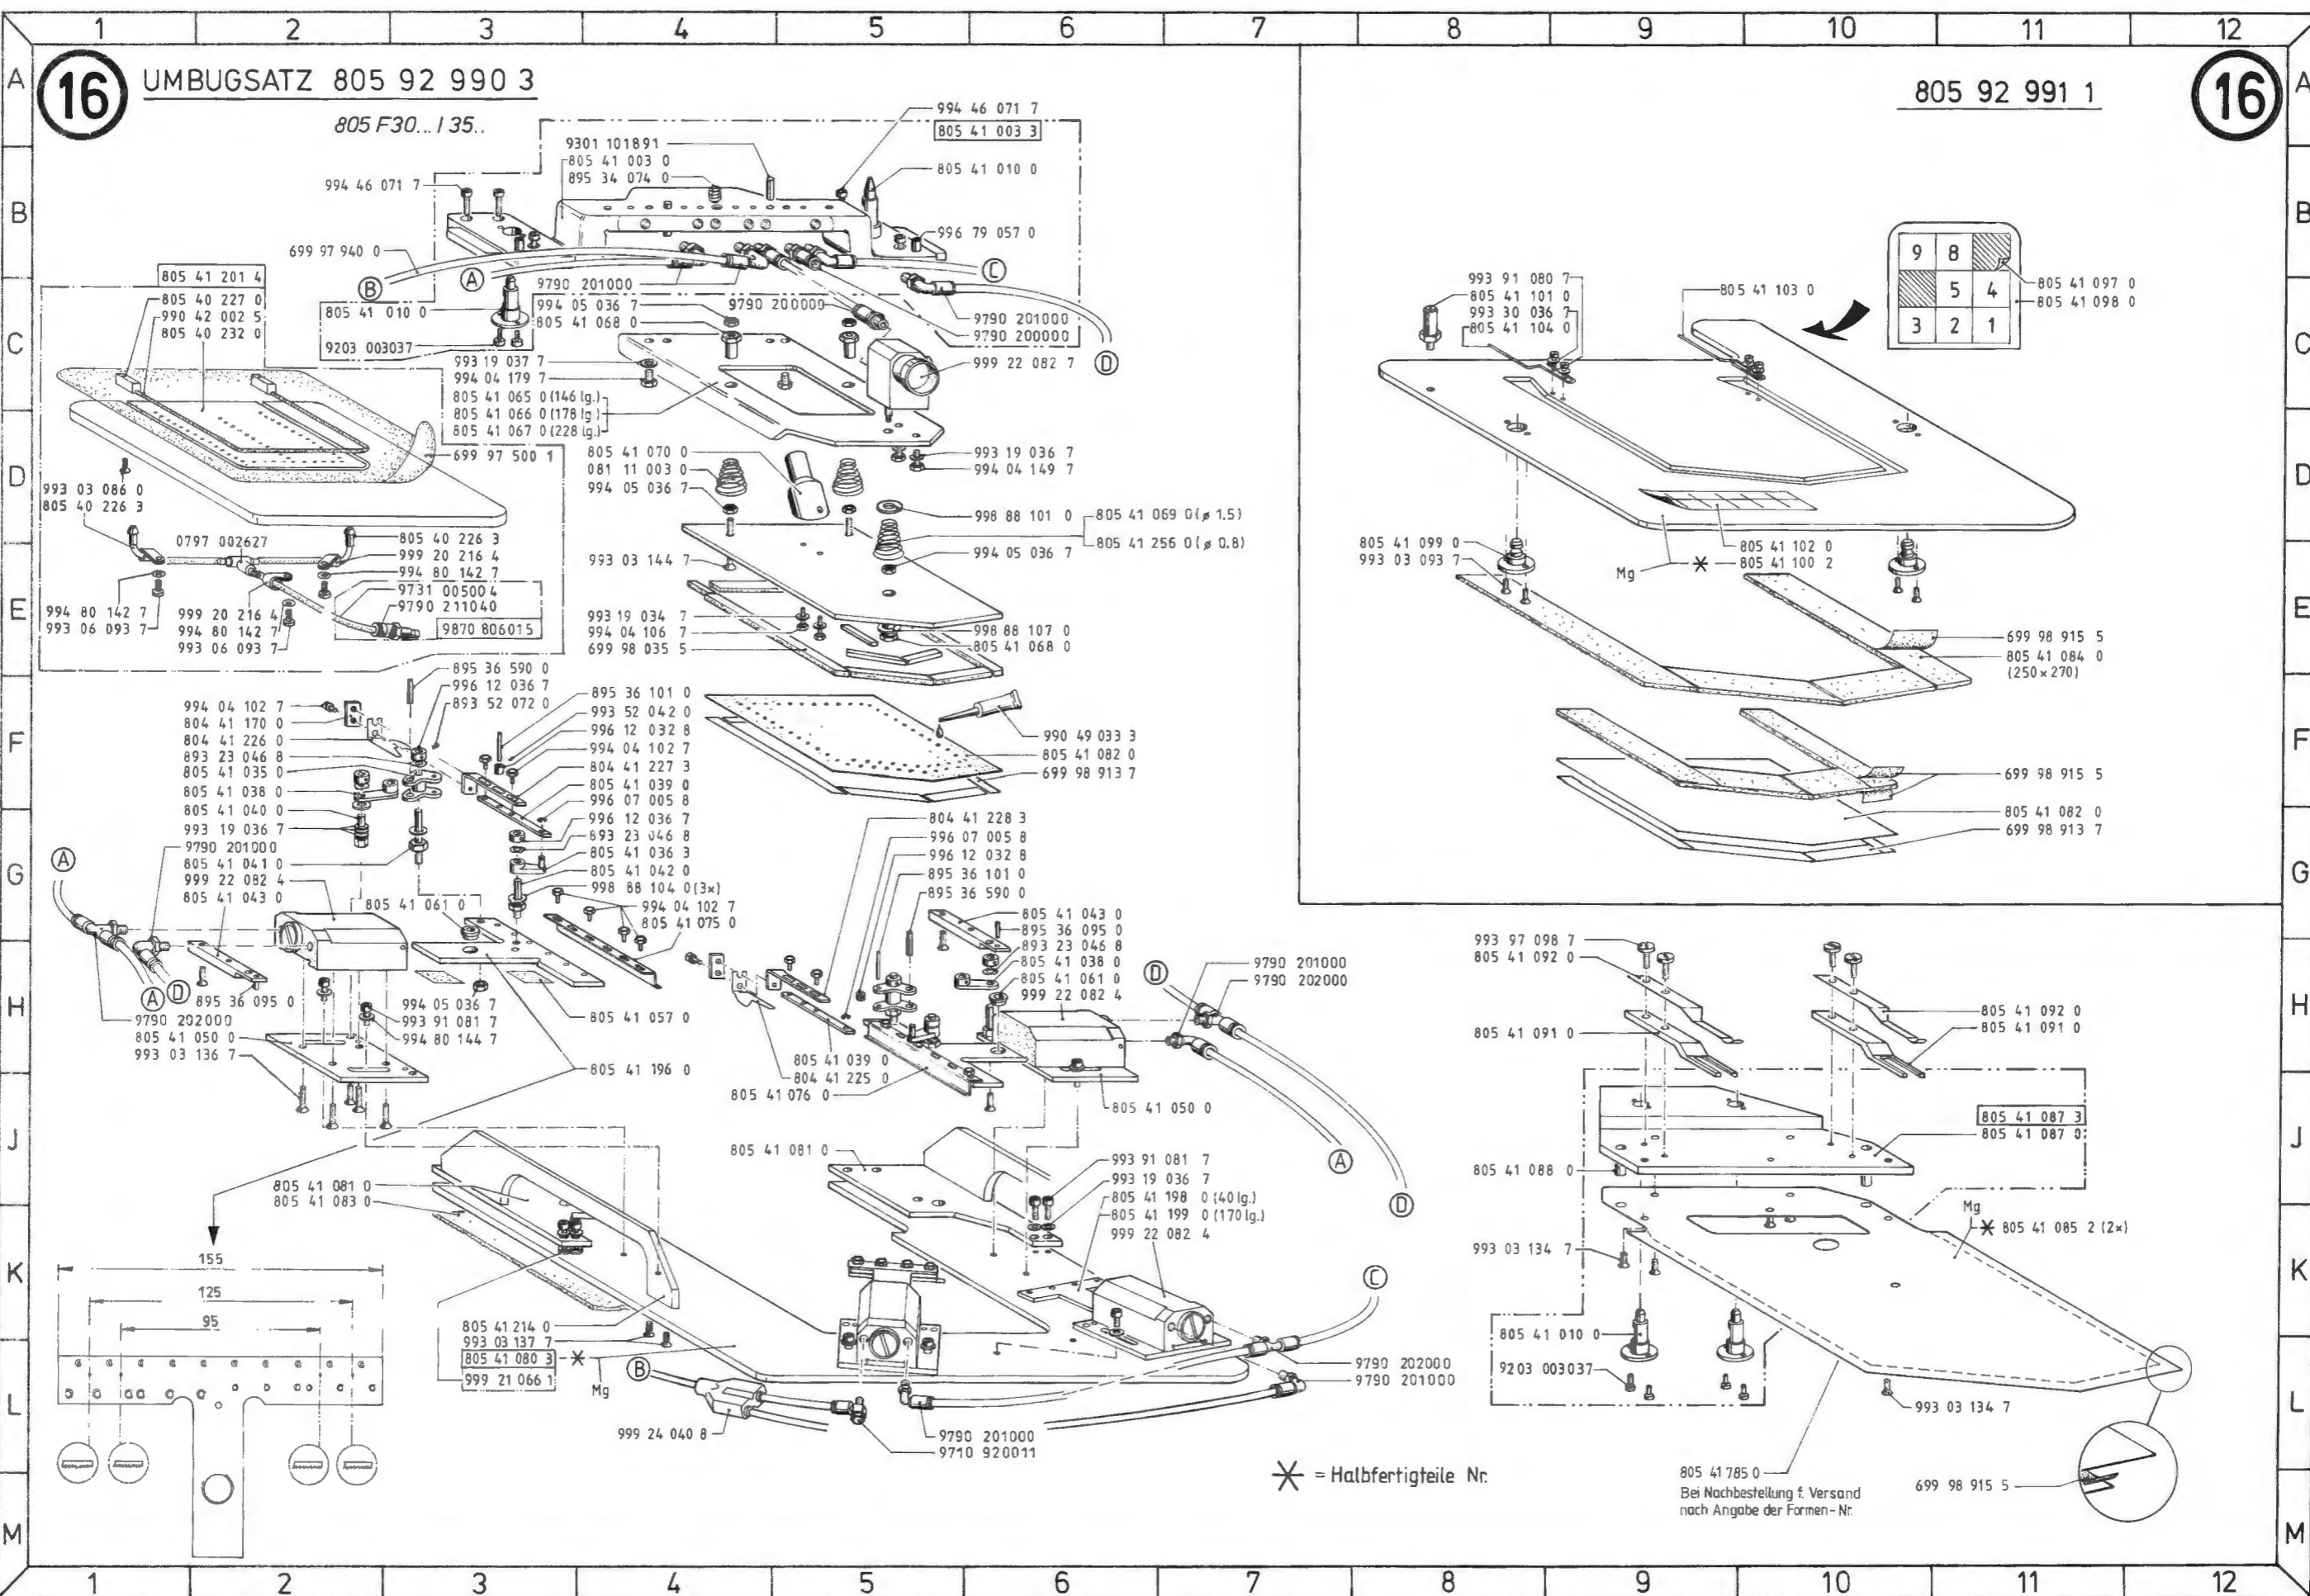 1 2 3 4 5 6 7 8 9 10 11 12
A
16
UMBUGSATZ 805 92 990 3
805 F30... / 35..
805 92 991 1
16
A
994 46 071 7
805 41 003 3
9301 101891
805 41 003 0
895 34 074 0
805 41 010 0
994 46 071 7
B
B
996 79 057 0
699 97 940 0
B
A
C
9790 201000
805 41 201 4
805 40 227 0
990 42 002 5
805 40 232 0
805 41 010 0
9203 003037
994 05 036 7
805 41 068 0
9790 200000
9790 201000
9790 200000
999 22 082 7
D
C
C
993 19 037 7
994 04 179 7
805 41 065 0 (146 lg.)
805 41 066 0 (178 lg.)
805 41 067 0 (228 lg.)
9 8
5 4
3 2 1
805 41 097 0
805 41 098 0
993 91 080 7
805 41 101 0
993 30 036 7
805 41 104 0
805 41 103 0
D
D
699 97 500 1
993 03 086 0
805 40 226 3
805 41 070 0
081 11 003 0
994 05 036 7
993 19 036 7
994 04 149 7
998 88 101 0
805 41 069 0 (ø 1.5)
805 41 256 0 (ø 0.8)
994 05 036 7
0797 002627
805 40 226 3
999 20 216 4
994 80 142 7
9731 005004
9790 211040
9870 806015
994 80 142 7
993 06 093 7
999 20 216 4
994 80 142 7
993 06 093 7
E
E
993 03 144 7
993 19 034 7
994 04 106 7
699 98 035 5
998 88 107 0
805 41 068 0
805 41 099 0
993 03 093 7
Mg
* 805 41 102 0
805 41 100 2
699 98 915 5
805 41 084 0
(250 x 270)
F
F
895 36 590 0
996 12 036 7
893 52 072 0
994 04 102 7
804 41 170 0
804 41 226 0
893 23 046 8
805 41 035 0
805 41 038 0
805 41 040 0
993 19 036 7
9790 201000
805 41 041 0
999 22 082 4
805 41 043 0
895 36 101 0
993 52 042 0
996 12 032 8
994 04 102 7
804 41 227 3
805 41 039 0
996 07 005 8
996 12 036 7
893 23 046 8
805 41 036 3
805 41 042 0
998 88 104 0 (3x)
994 04 102 7
805 41 075 0
990 49 033 3
805 41 082 0
699 98 913 7
699 98 915 5
805 41 082 0
699 98 913 7
G
G
A
805 41 061 0
804 41 228 3
996 07 005 8
996 12 032 8
895 36 101 0
895 36 590 0
805 41 043 0
895 36 095 0
893 23 046 8
805 41 038 0
805 41 061 0
999 22 082 4
H
H
A
D
895 36 095 0
9790 202000
805 41 050 0
993 03 136 7
994 05 036 7
993 91 081 7
994 80 144 7
805 41 057 0
805 41 196 0
805 41 039 0
804 41 225 0
805 41 076 0
805 41 050 0
D
9790 201000
9790 202000
9790 202000
9790 201000
993 97 098 7
805 41 092 0
805 41 091 0
805 41 092 0
805 41 091 0
J
J
805 41 081 0
805 41 083 0
805 41 081 0
993 91 081 7
993 19 036 7
805 41 198 0 (40 lg.)
805 41 199 0 (170 lg.)
999 22 082 4
A
D
805 41 087 3
805 41 087 0
805 41 088 0
Mg
* 805 41 085 2 (2x)
993 03 134 7
K
K
155
125
95
805 41 214 0
993 03 137 7
805 41 080 3 *
999 21 066 1
Mg
C
B
9790 202000
9790 201000
805 41 010 0
9203 003037
993 03 134 7
L
L
999 24 040 8
9790 201000
9710 920011
* = Halbfertigteile Nr.
805 41 785 0
Bei Nachbestellung f. Versand
nach Angabe der Formen-Nr.
699 98 915 5
M
M
1 2 3 4 5 6 7 8 9 10 11 12